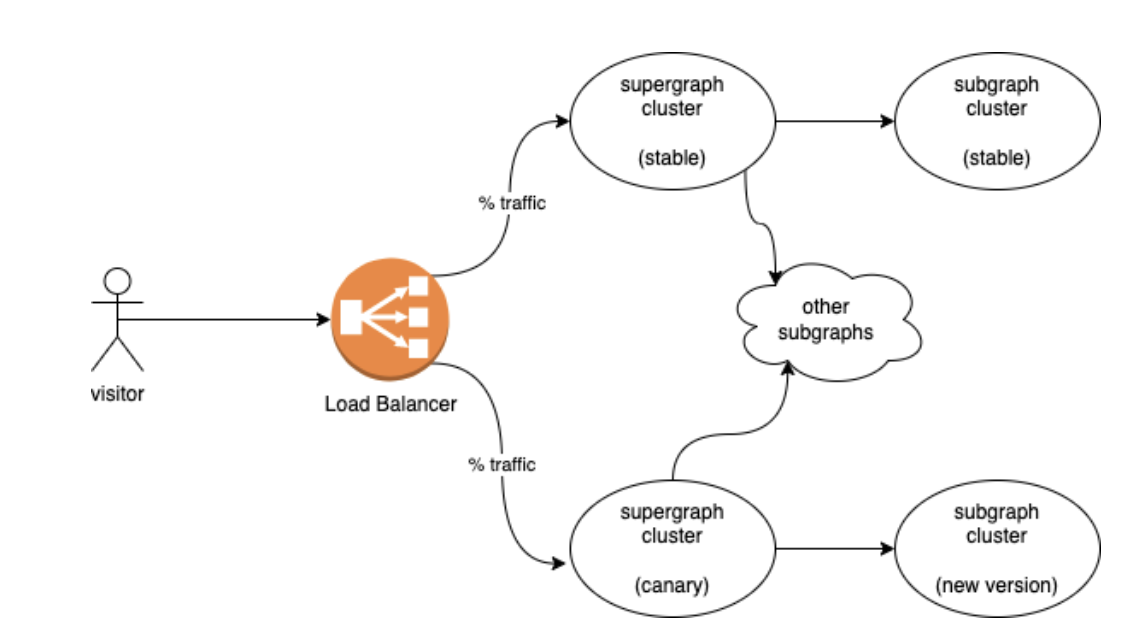 supergraph
cluster
(stable)
subgraph
cluster
(stable)
% traffic
other
subgraphs
visitor
Load Balancer
% traffic
supergraph
cluster
(canary)
subgraph
cluster
(new version)